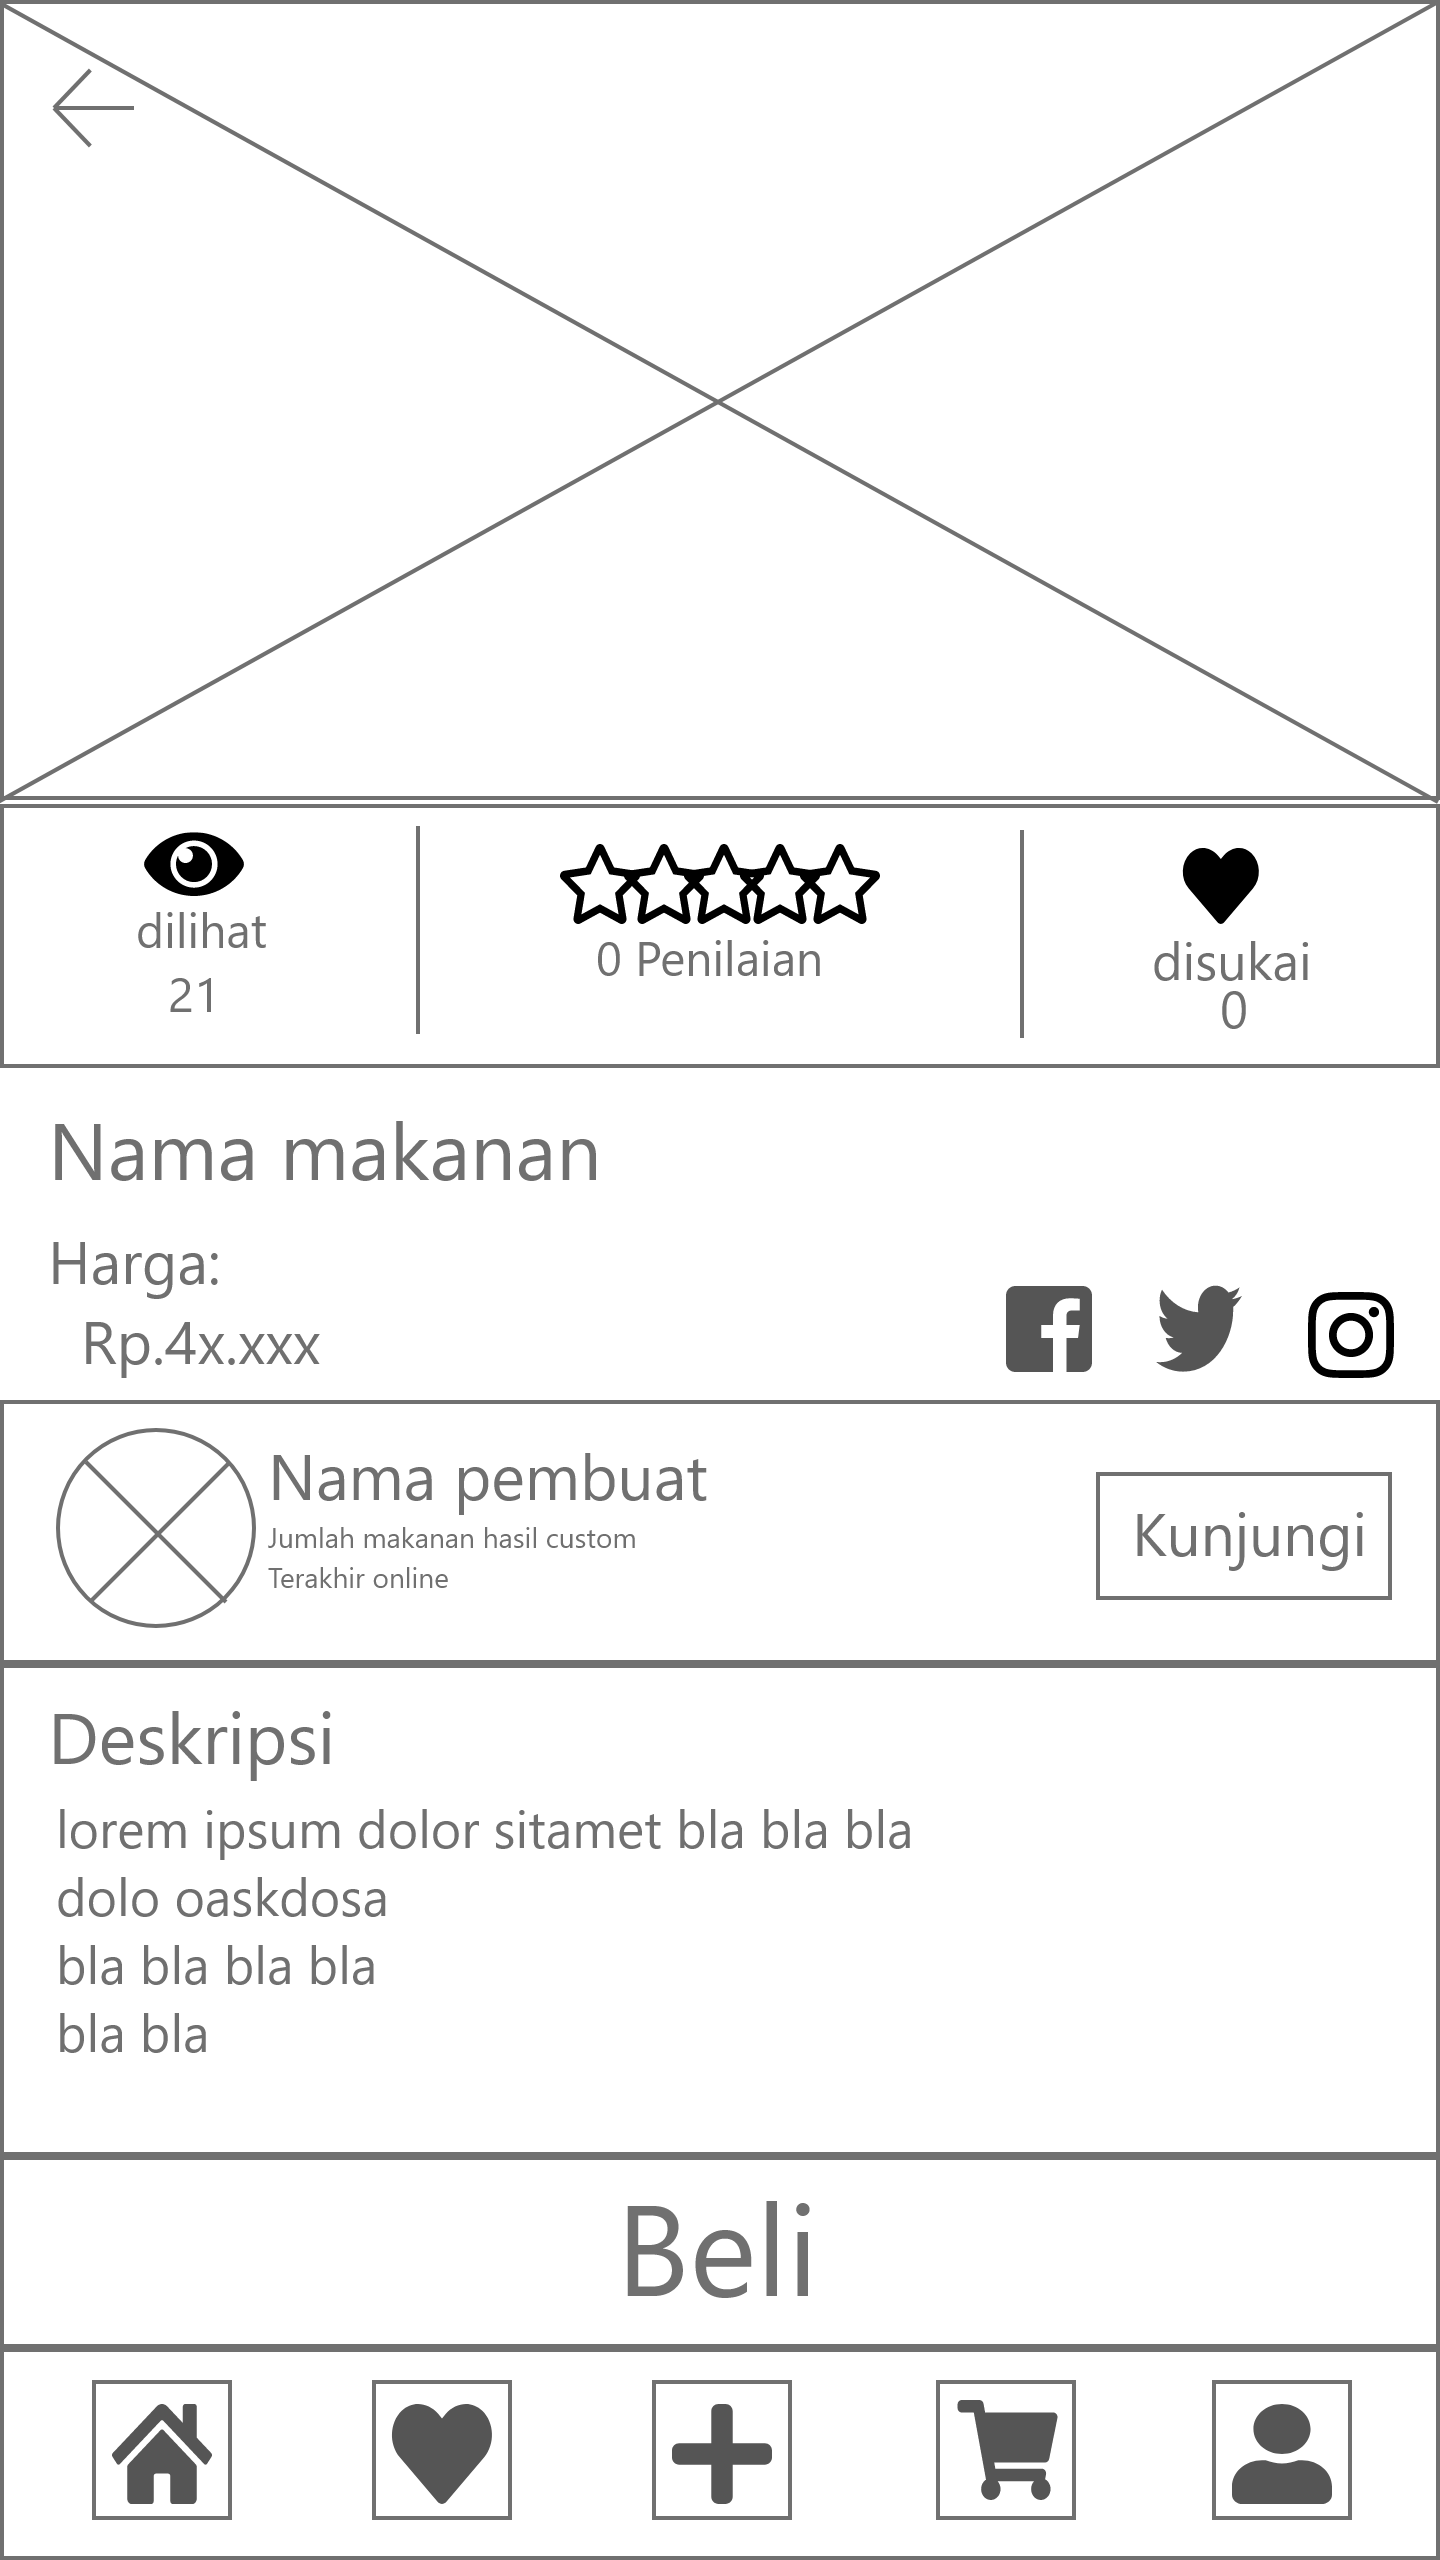 dilihat
21
0 Penilaian
disukai
0
Nama makanan
Harga:
Rp.4x.xxx
Nama pembuat
Jumlah makanan hasil custom
Terakhir online
Kunjungi
Deskripsi
lorem ipsum dolor sitamet bla bla bla
dolo oaskdosa
bla bla bla bla
bla bla
Beli